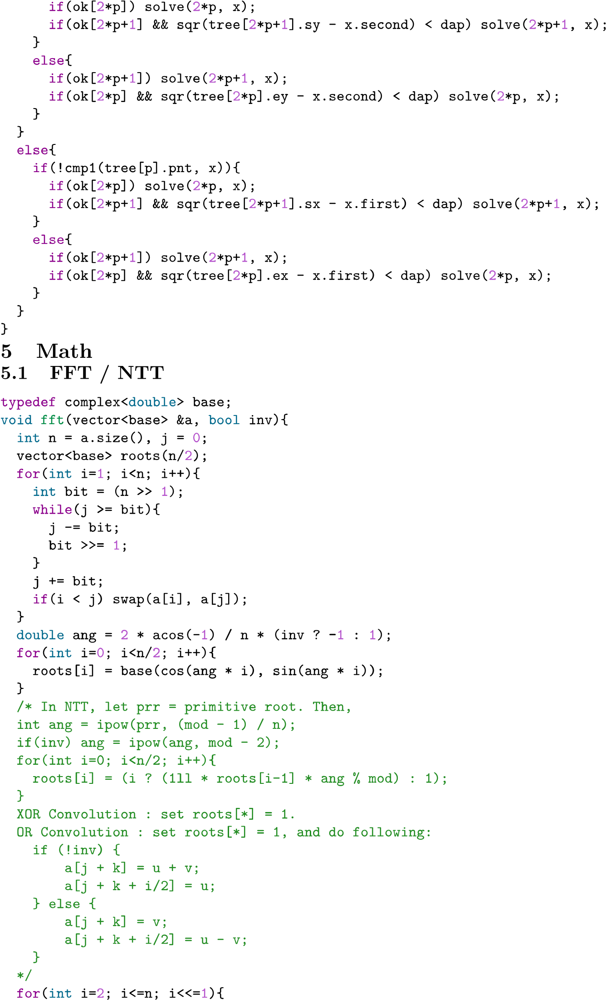 if(ok[2*p]) solve(2*p, x);
      if(ok[2*p+1] && sqr(tree[2*p+1].sy - x.second) < dap) solve(2*p+1, x);
    }
    else{
      if(ok[2*p+1]) solve(2*p+1, x);
      if(ok[2*p] && sqr(tree[2*p].ey - x.second) < dap) solve(2*p, x);
    }
  }
  else{
    if(!cmp1(tree[p].pnt, x)){
      if(ok[2*p]) solve(2*p, x);
      if(ok[2*p+1] && sqr(tree[2*p+1].sx - x.first) < dap) solve(2*p+1, x);
    }
    else{
      if(ok[2*p+1]) solve(2*p+1, x);
      if(ok[2*p] && sqr(tree[2*p].ex - x.first) < dap) solve(2*p, x);
    }
  }
}
5 Math
5.1 FFT / NTT
typedef complex<double> base;
void fft(vector<base> &a, bool inv){
  int n = a.size(), j = 0;
  vector<base> roots(n/2);
  for(int i=1; i<n; i++){
    int bit = (n >> 1);
    while(j >= bit){
      j -= bit;
      bit >>= 1;
    }
    j += bit;
    if(i < j) swap(a[i], a[j]);
  }
  double ang = 2 * acos(-1) / n * (inv ? -1 : 1);
  for(int i=0; i<n/2; i++){
    roots[i] = base(cos(ang * i), sin(ang * i));
  }
  /* In NTT, let prr = primitive root. Then,
  int ang = ipow(prr, (mod - 1) / n);
  if(inv) ang = ipow(ang, mod - 2);
  for(int i=0; i<n/2; i++){
    roots[i] = (i ? (1ll * roots[i-1] * ang % mod) : 1);
  }
  XOR Convolution : set roots[*] = 1.
  OR Convolution : set roots[*] = 1, and do following:
    if (!inv) {
        a[j + k] = u + v;
        a[j + k + i/2] = u;
    } else {
        a[j + k] = v;
        a[j + k + i/2] = u - v;
    }
  */
  for(int i=2; i<=n; i<<=1){